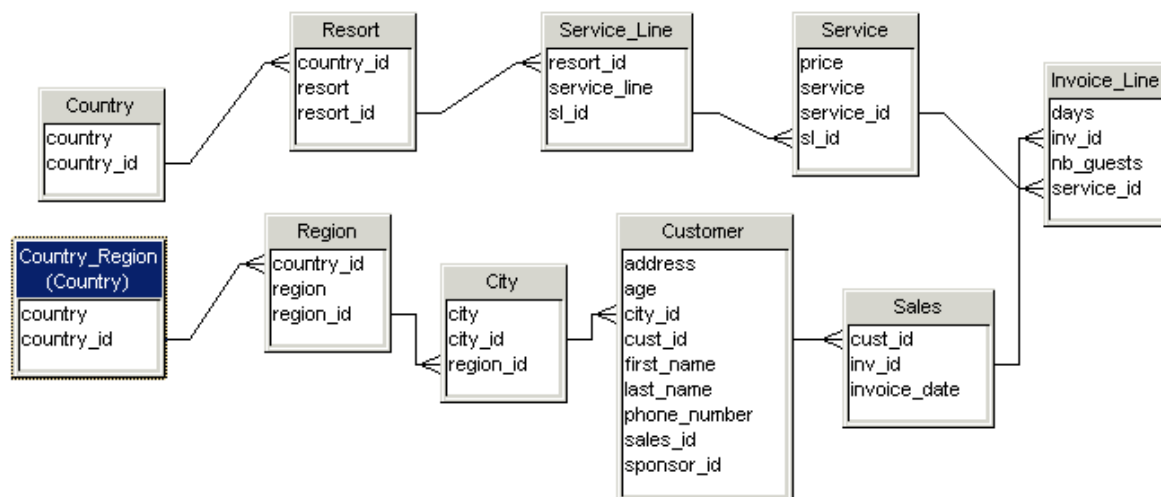 Resort
country_id
resort
resort_id
Service_Line
resort_id
service_line
sl_id
Service
price
service
service_id
sl_id
Invoice_Line
days
inv_id
nb_guests
service_id
Country
country
country_id
Country_Region
(Country)
country
country_id
Region
country_id
region
region_id
City
city
city_id
region_id
Customer
address
age
city_id
cust_id
first_name
last_name
phone_number
sales_id
sponsor_id
Sales
cust_id
inv_id
invoice_date